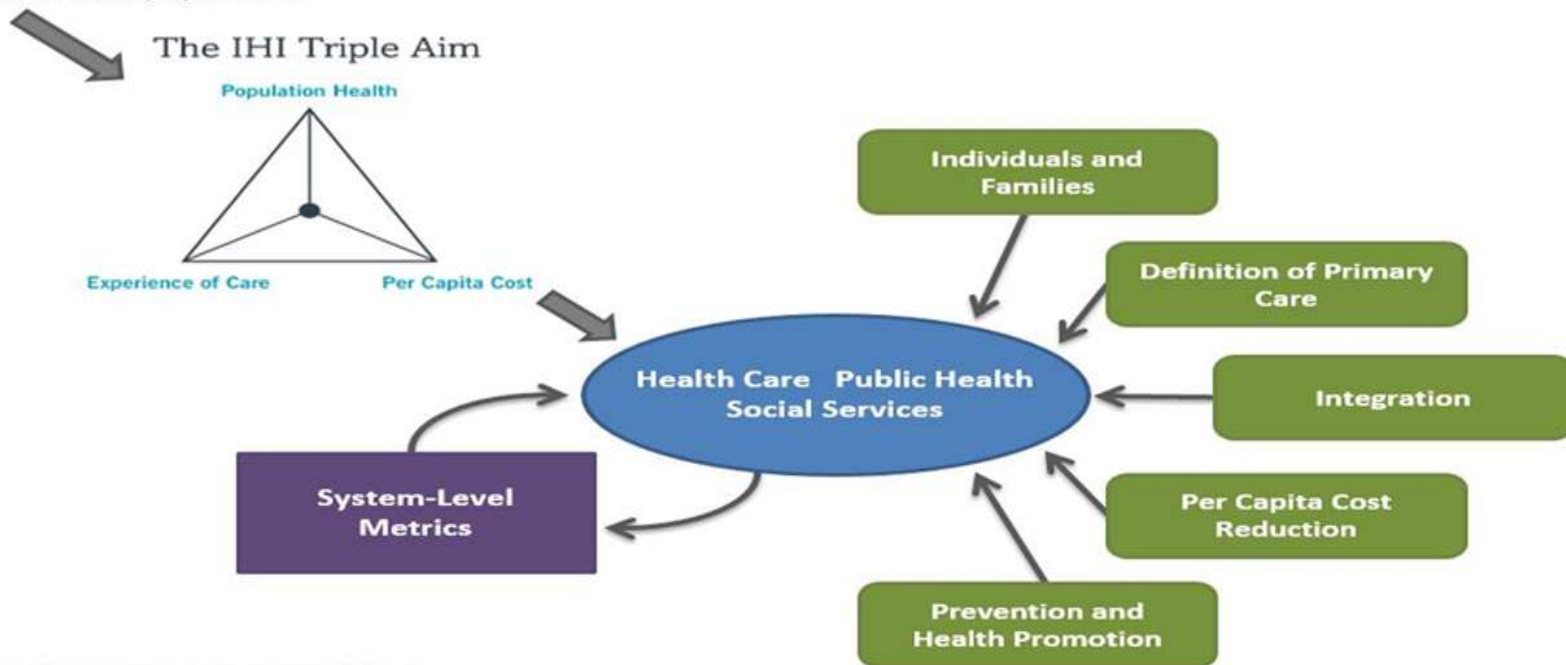 The IHI Triple Aim
Population Health
Experience of Care
Per Capita Cost
Individuals and
Families
Definition of Primary
Care
Health Care Public Health
Social Services
Integration
System-Level
Metrics
Per Capita Cost
Reduction
Prevention and
Health Promotion